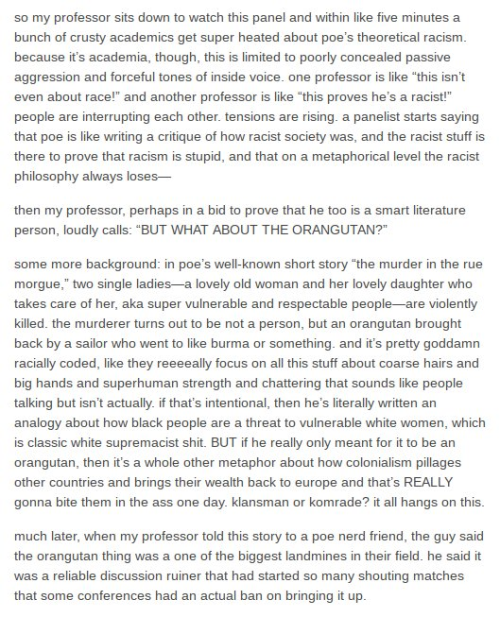 so my professor sits down to watch this panel and within like five minutes a
bunch of crusty academics get super heated about poe's theoretical racism.
because it's academia, though, this is limited to poorly concealed passive
aggression and forceful tones of inside voice. one professor is like “this isn't
even about race!” and another professor is like “this proves he's a racist!”
people are interrupting each other. tensions are rising. a panelist starts saying
that poe is like writing a critique of how racist society was, and the racist stuff is
there to prove that racism is stupid, and that on a metaphorical level the racist
philosophy always loses—
then my professor, perhaps in a bid to prove that he too is a smart literature
person, loudly calls: “BUT WHAT ABOUT THE ORANGUTAN?”
some more background: in poe's well-known short story “the murder in the rue
morgue,” two single ladies—a lovely old woman and her lovely daughter who
takes care of her, aka super vulnerable and respectable people—are violently
killed. the murderer turns out to be not a person, but an orangutan brought
back by a sailor who went to like burma or something. and it's pretty goddamn
racially coded, like they reeeeally focus on all this stuff about coarse hairs and
big hands and superhuman strength and chattering that sounds like people
talking but isn't actually. if that's intentional, then he's literally written an
analogy about how black people are a threat to vulnerable white women, which
is classic white supremacist shit. BUT if he really only meant for it to be an
orangutan, then it's a whole other metaphor about how colonialism pillages
other countries and brings their wealth back to europe and that's REALLY
gonna bite them in the ass one day. klansman or komrade? it all hangs on this.
much later, when my professor told this story to a poe nerd friend, the guy said
the orangutan thing was a one of the biggest landmines in their field. he said it
was a reliable discussion ruiner that had started so many shouting matches
that some conferences had an actual ban on bringing it up.